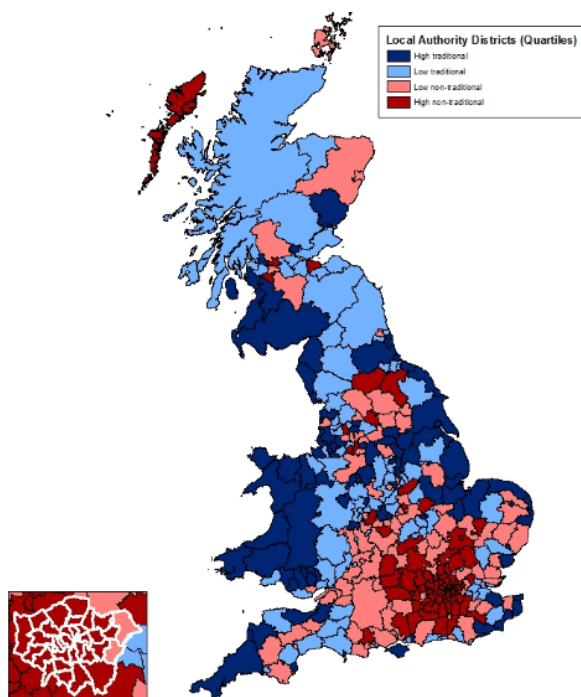 Local Authority Districts (Quartiles)
High traditional
Low traditional
Low non-traditional
High non-traditional